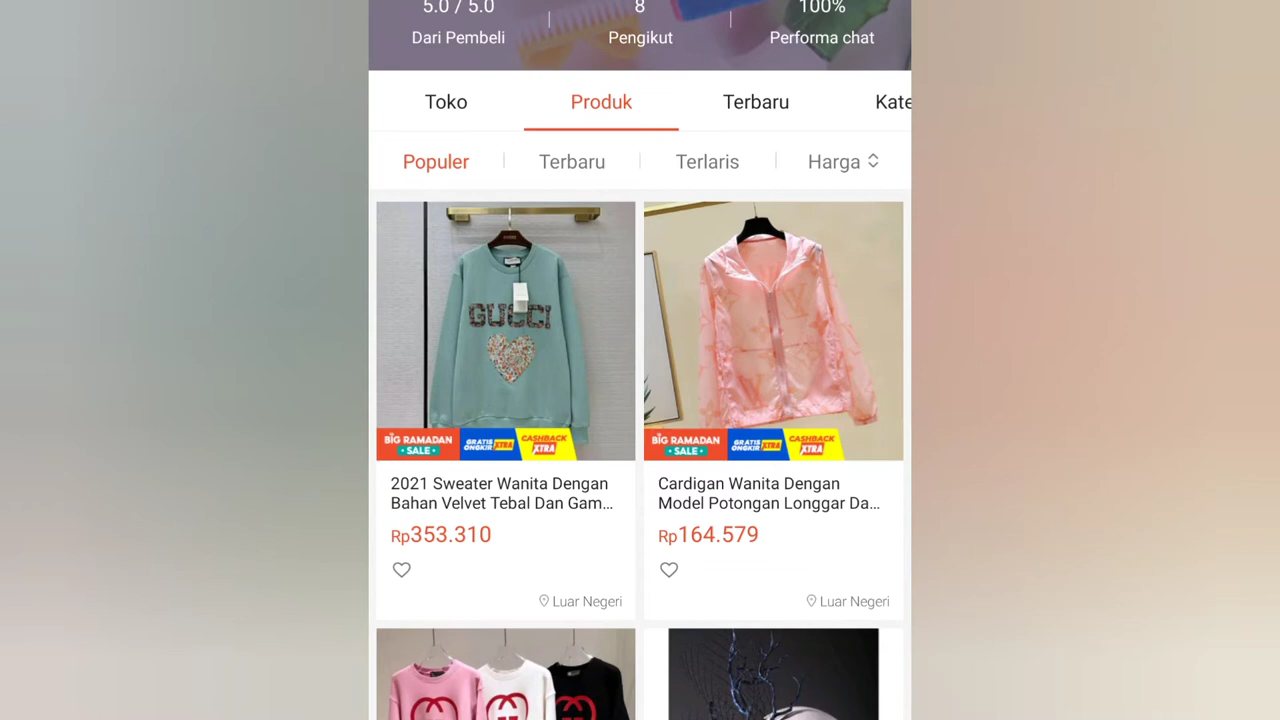 5.0 / 5.0
8
100%
Dari Pembeli
Pengikut
Performa chat
Toko
Produk
Terbaru
Kate
Populer
Terbaru
Terlaris
Harga
GUCCI
BIG RAMADAN
SALE
GRATIS
ONGKIR XTRA
CASHBACK
XTRA
BIG RAMADAN
SALE
GRATIS
ONGKIR XTRA
CASHBACK
XTRA
2021 Sweater Wanita Dengan
Bahan Velvet Tebal Dan Gam...
Rp353.310
Luar Negeri
Cardigan Wanita Dengan
Model Potongan Longgar Da...
Rp164.579
Luar Negeri